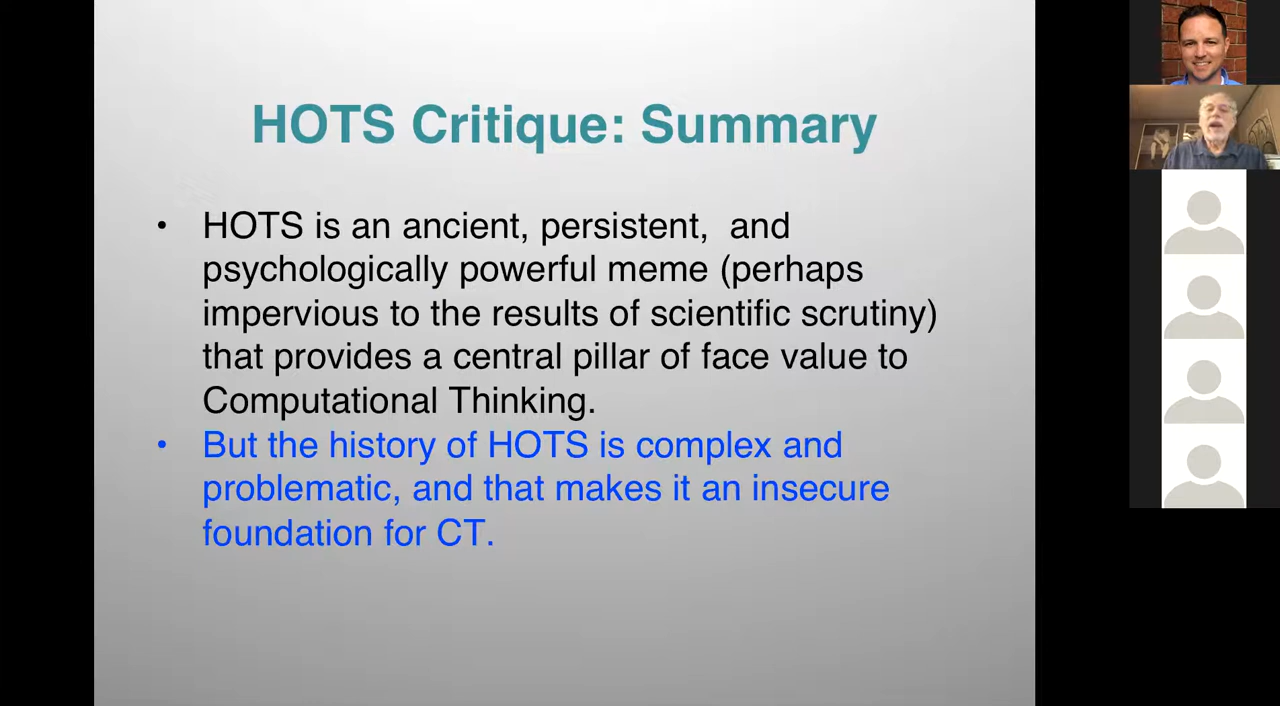 HOTS Critique: Summary
• HOTS is an ancient, persistent,  and
psychologically powerful meme (perhaps
impervious to the results of scientific scrutiny)
that provides a central pillar of face value to
Computational Thinking.
• But the history of HOTS is complex and
problematic, and that makes it an insecure
foundation for CT.